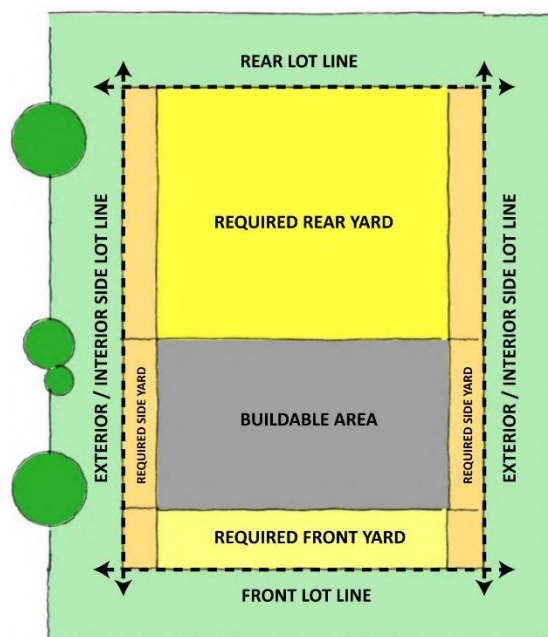 REAR LOT LINE
EXTERIOR / INTERIOR SIDE LOT LINE
REQUIRED REAR YARD
EXTERIOR / INTERIOR SIDE LOT LINE
REQUIRED SIDE YARD
BUILDABLE AREA
REQUIRED SIDE YARD
REQUIRED FRONT YARD
FRONT LOT LINE